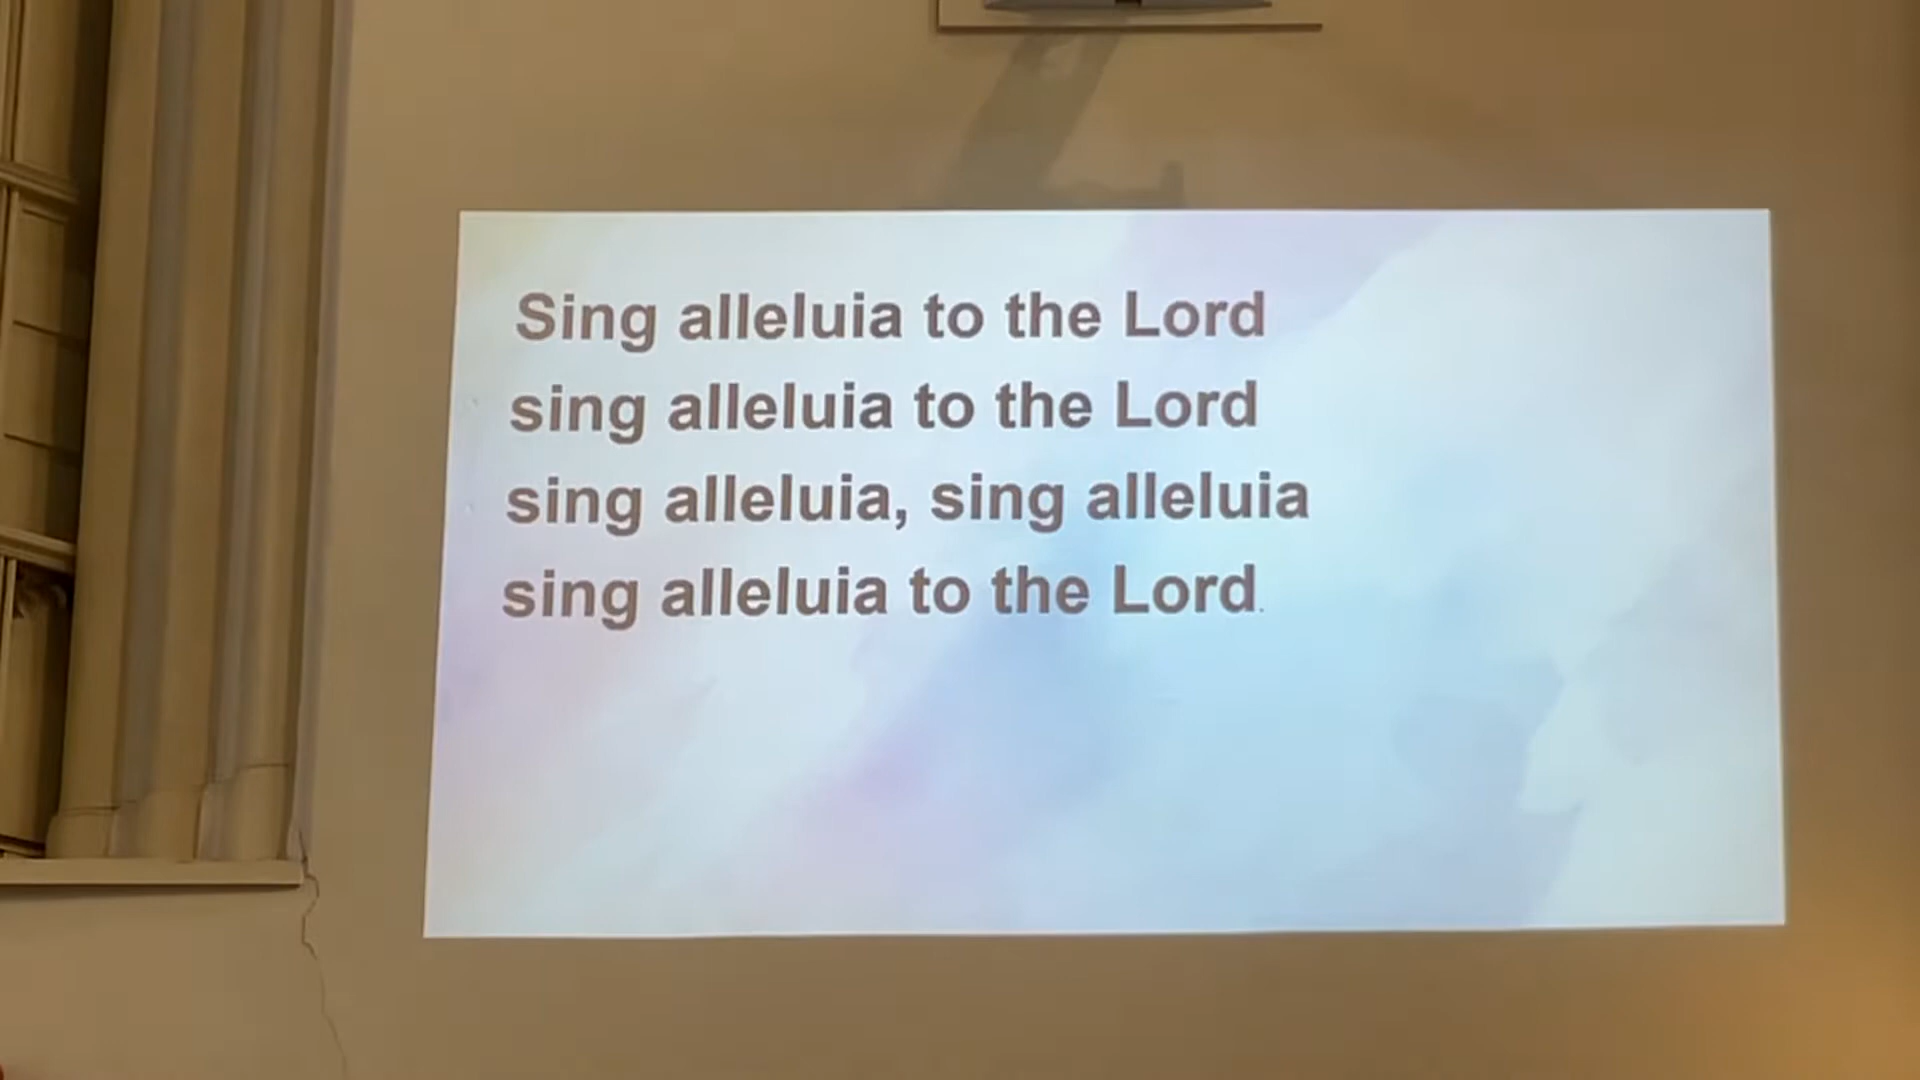 Sing alleluia to the Lord
sing alleluia to the Lord
sing alleluia, sing alleluia
sing alleluia to the Lord.